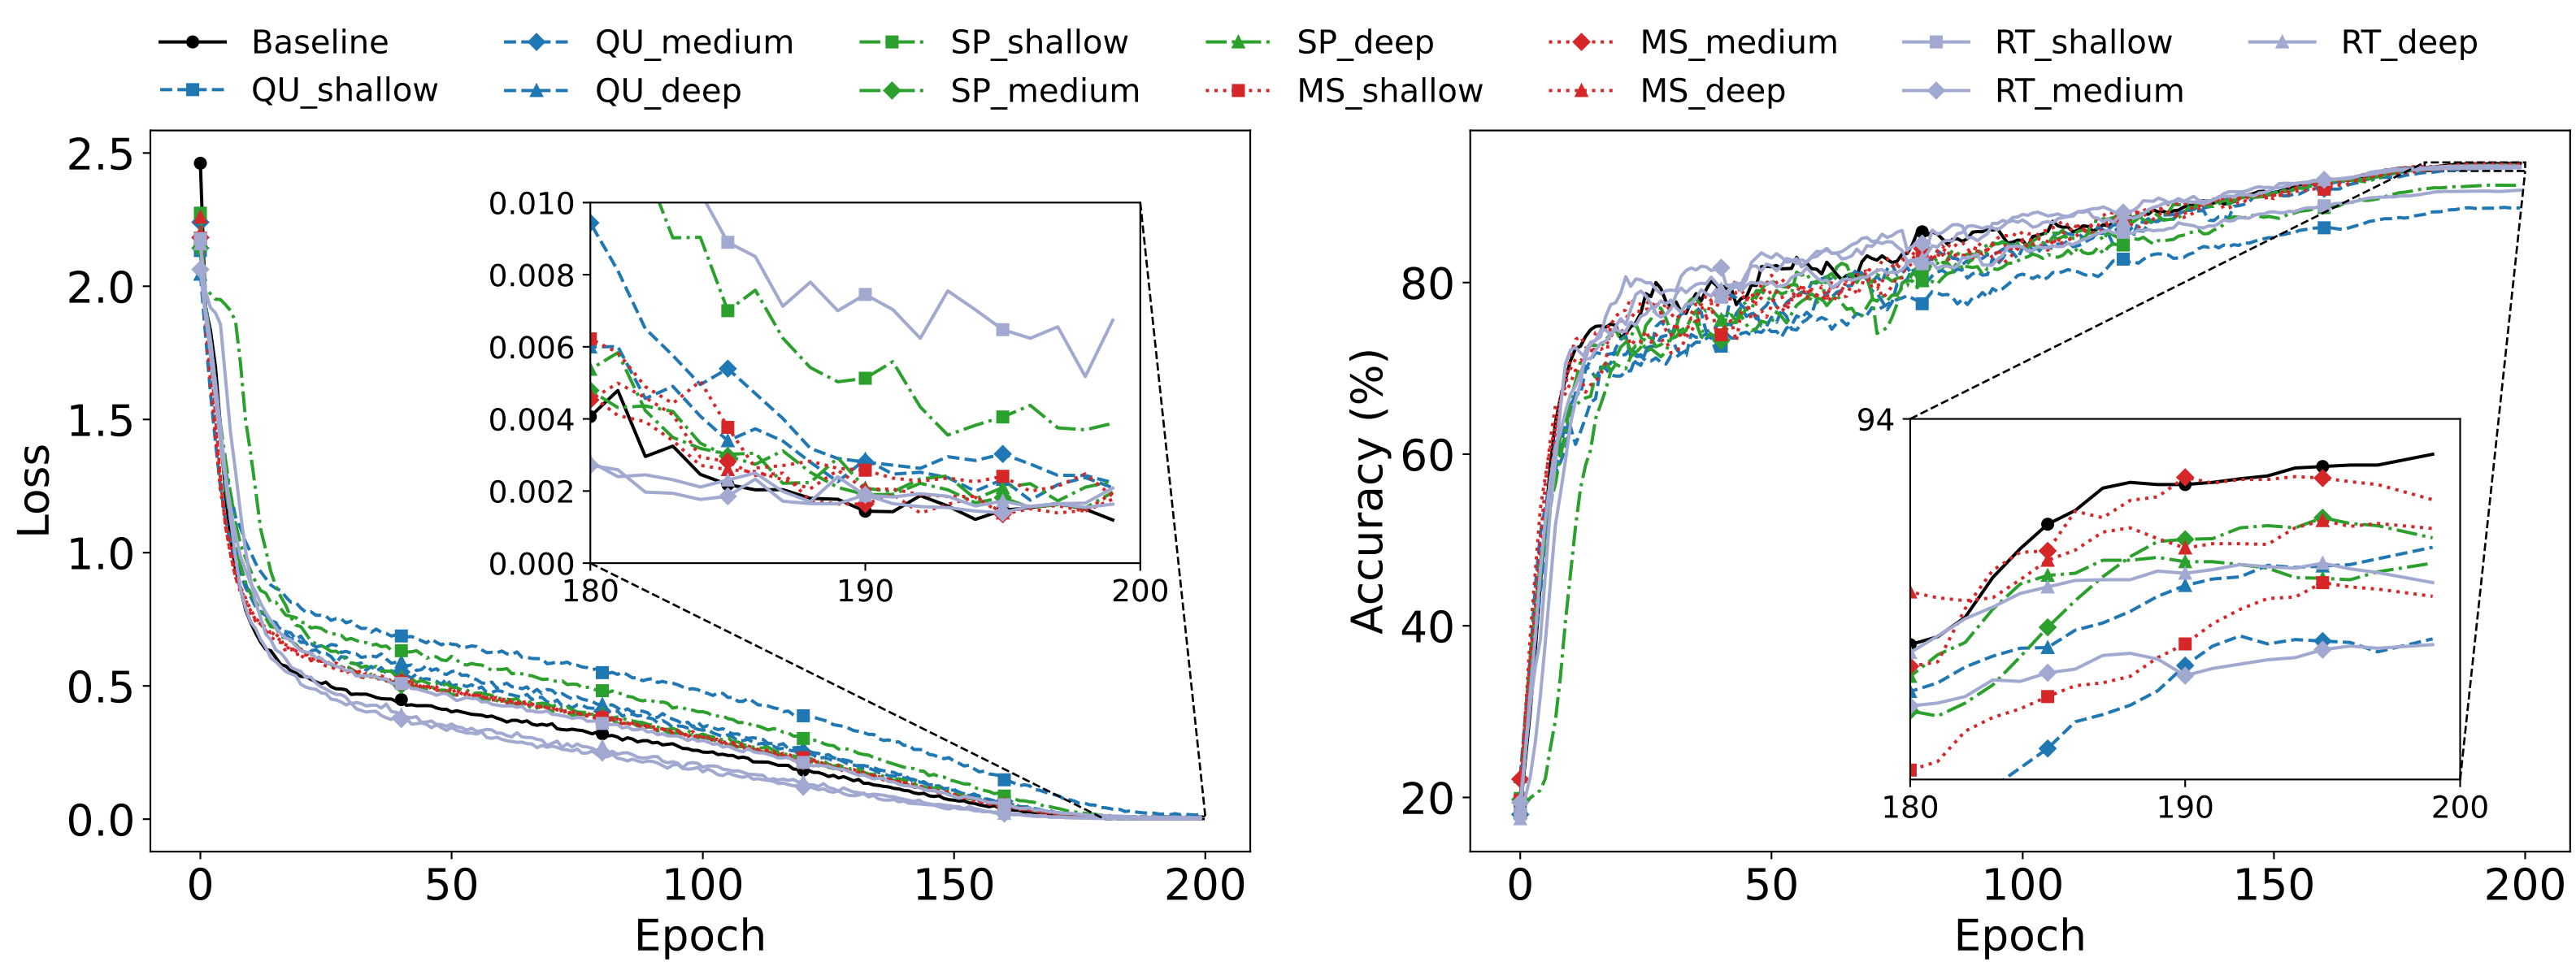 Baseline QU_medium SP_shallow SP_deep MS_medium RT_shallow RT_deep
QU_shallow QU_deep SP_medium MS_shallow MS_deep RT_medium
2.5
2.0
1.5
1.0
0.5
0.0
Loss
0 50 100 150 200
Epoch
0.010
0.008
0.006
0.004
0.002
0.000
180 190 200
80
60
40
20
Accuracy (%)
0 50 100 150 200
Epoch
94
180 190 200